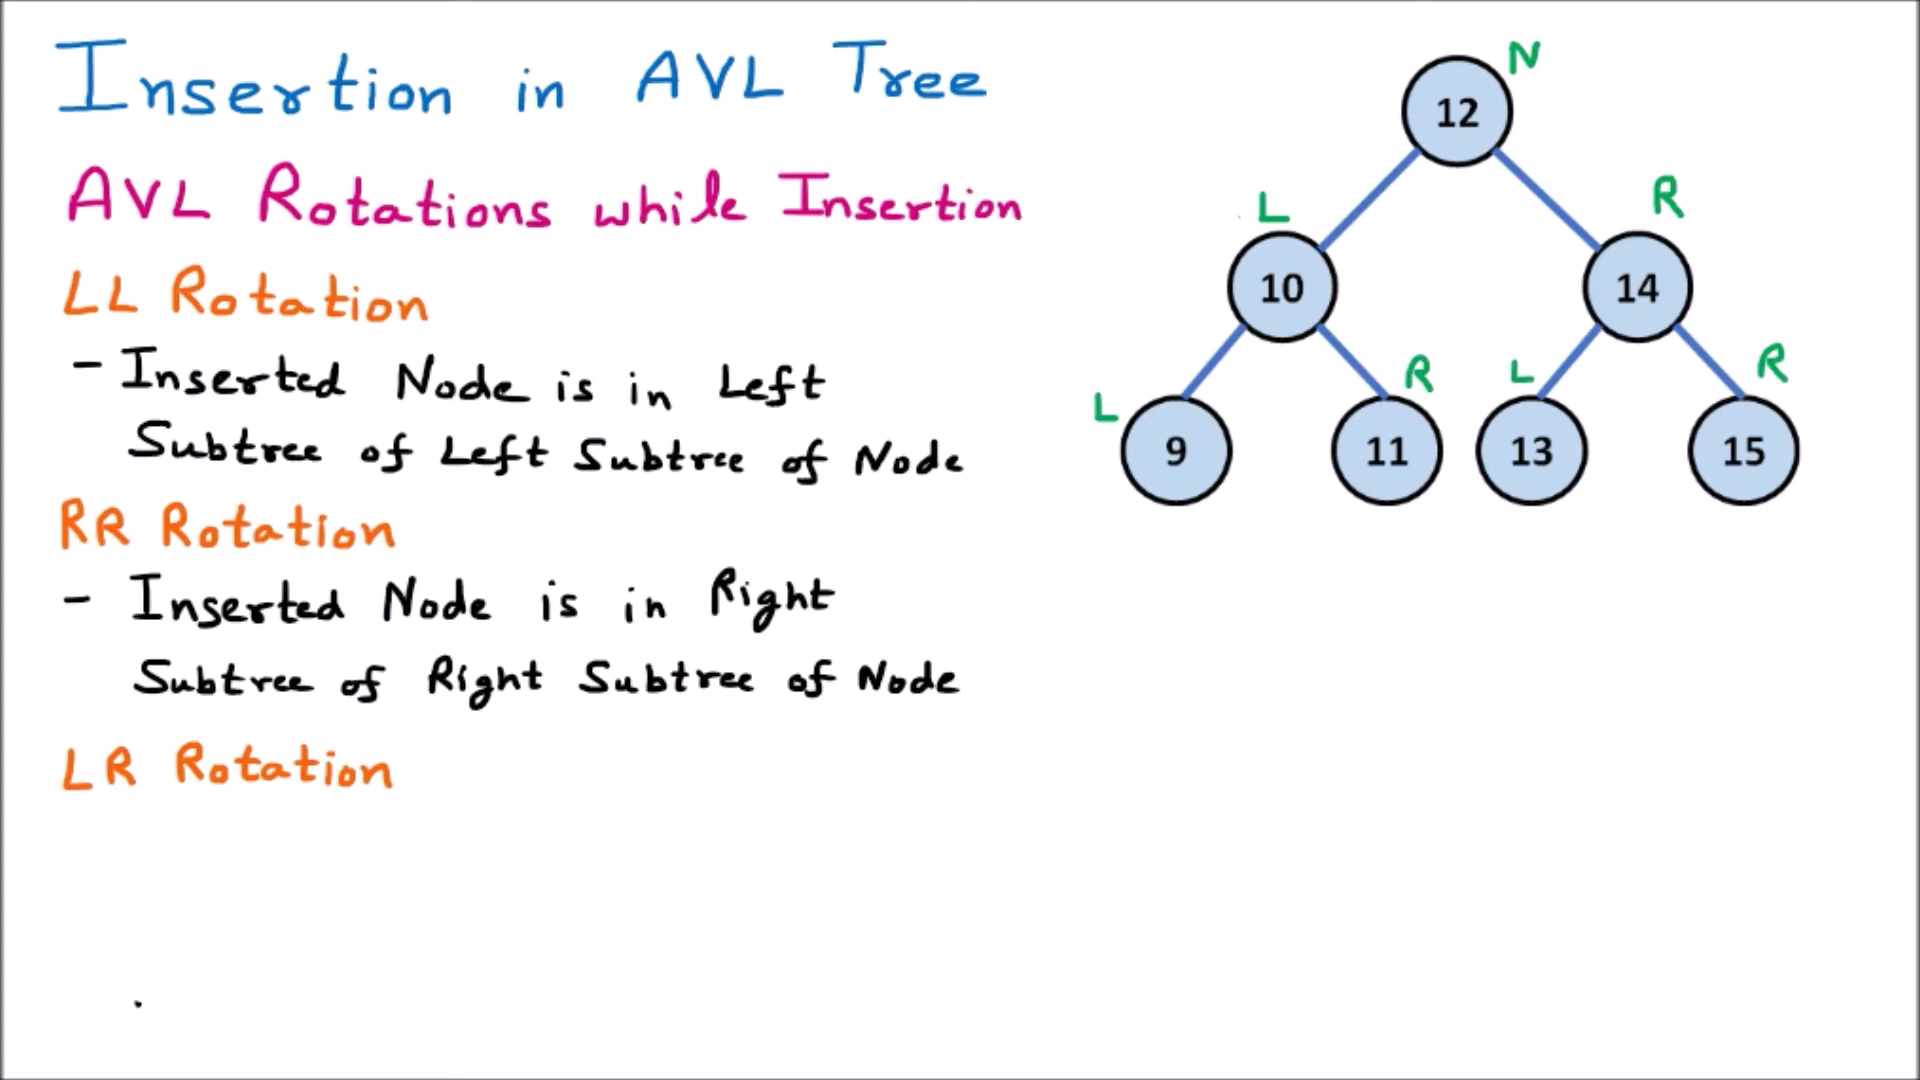 Insertion in AVL Tree
AVL Rotations while Insertion
LL Rotation
- Inserted Node is in Left
Subtree of Left Subtree of Node
RR Rotation
- Inserted Node is in Right
Subtree of Right Subtree of Node
LR Rotation
N
12
L
R
10
14
L
R
L
R
9
11
13
15